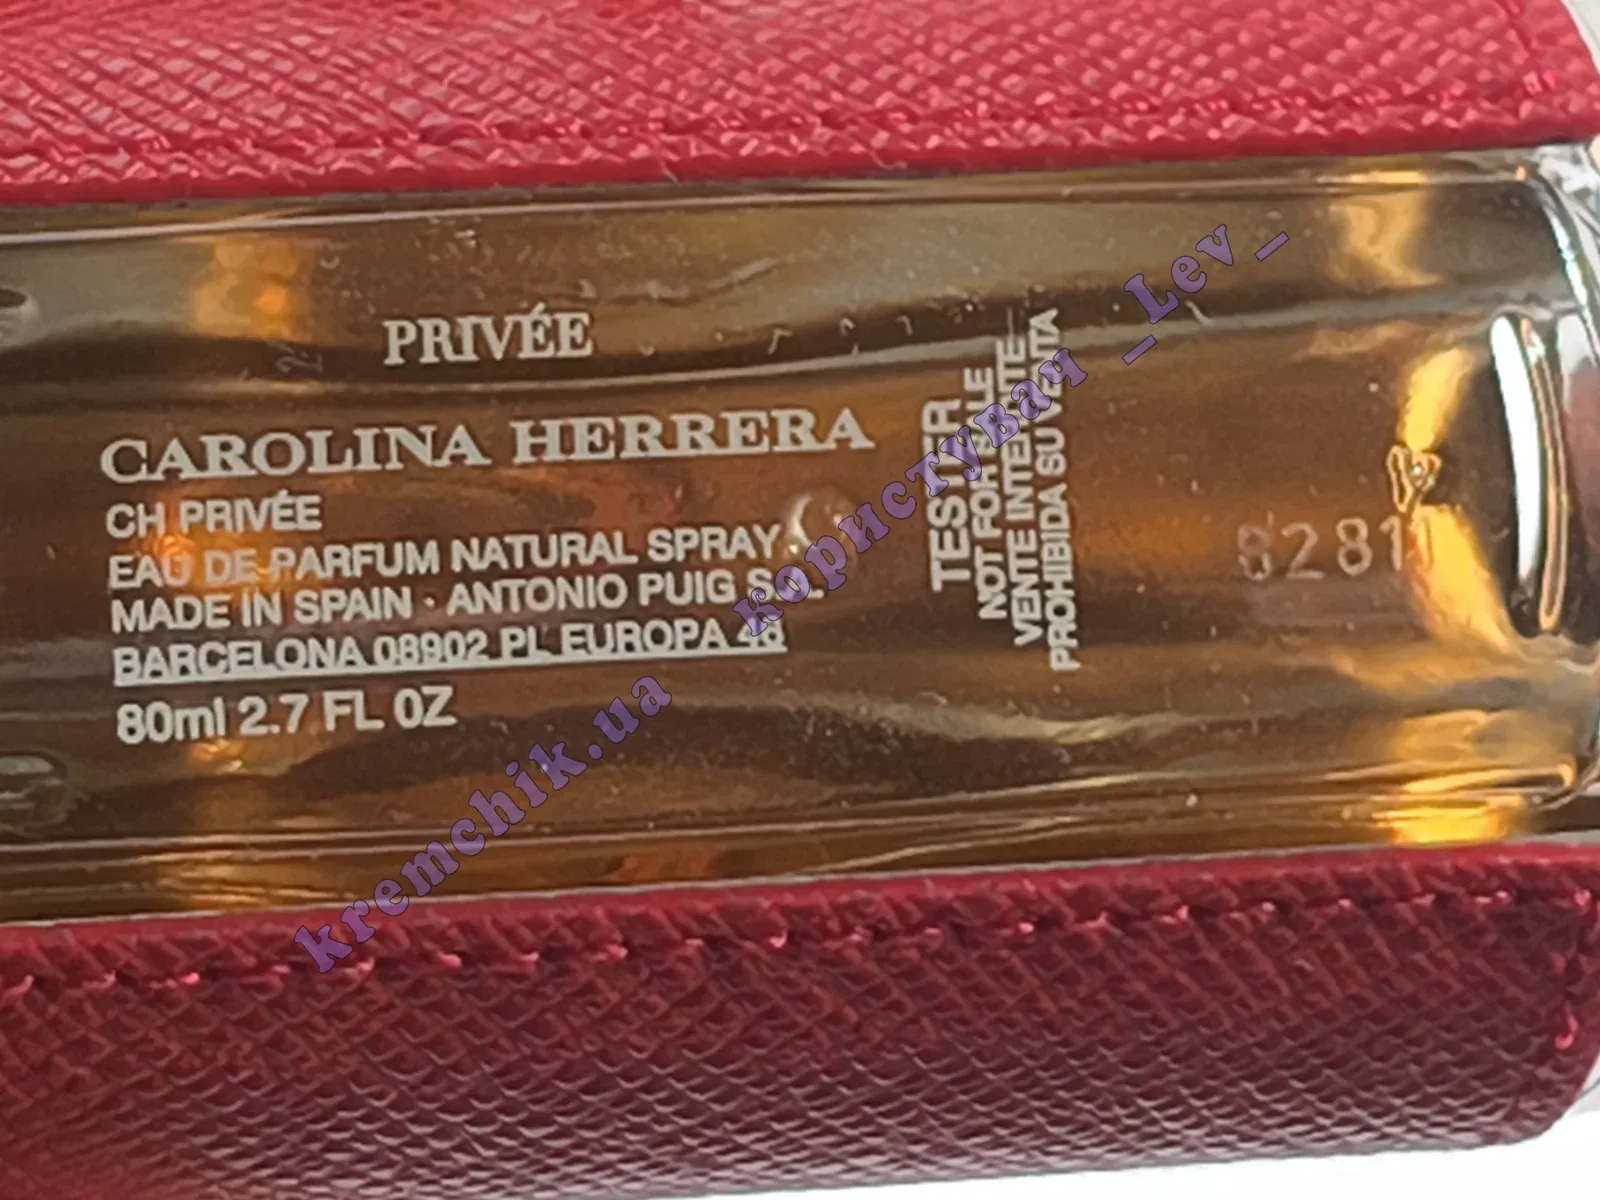 PRIVÉE
CAROLINA HERRERA
CH PRIVÉE
EAU DE PARFUM NATURAL SPRAY
MADE IN SPAIN · ANTONIO PUIG S.A.
BARCELONA 08902 PL EUROPA 46
80ml 2.7 FL OZ
TESTER
NOT FOR SALE
VENTE INTERDITE
PROHIBIDA SU VENTA
82811
kremchik.ua користувач _Lev_